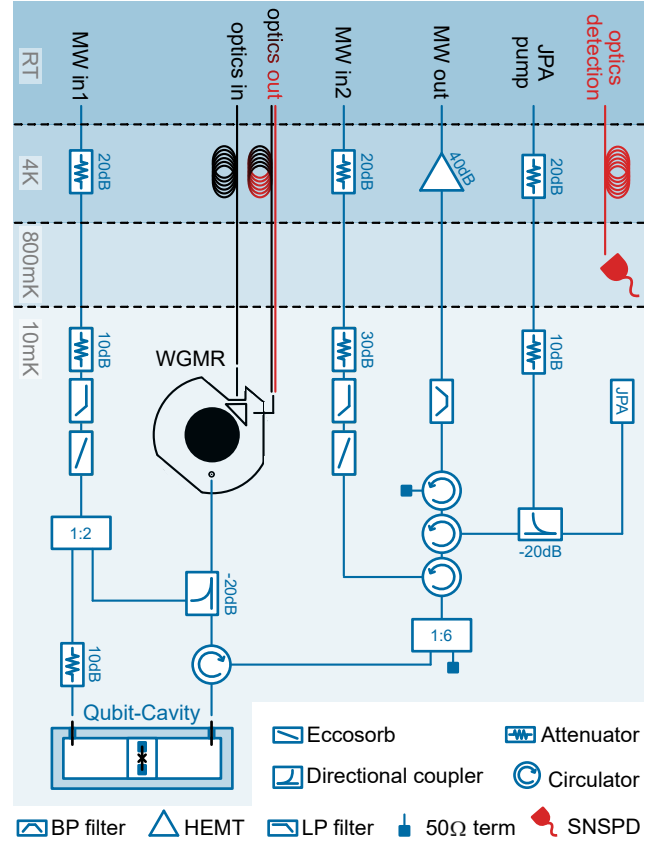 RT
MW in1
optics in
optics out
MW in2
MW out
JPA
pump
optics
detection
4K
20dB
20dB
40dB
20dB
800mK
10mK
10dB
WGMR
30dB
10dB
JPA
1:2
-20dB
-20dB
1:6
10dB
Qubit-Cavity
Eccosorb
Attenuator
Directional coupler
Circulator
BP filter
HEMT
LP filter
50Ω term
SNSPD